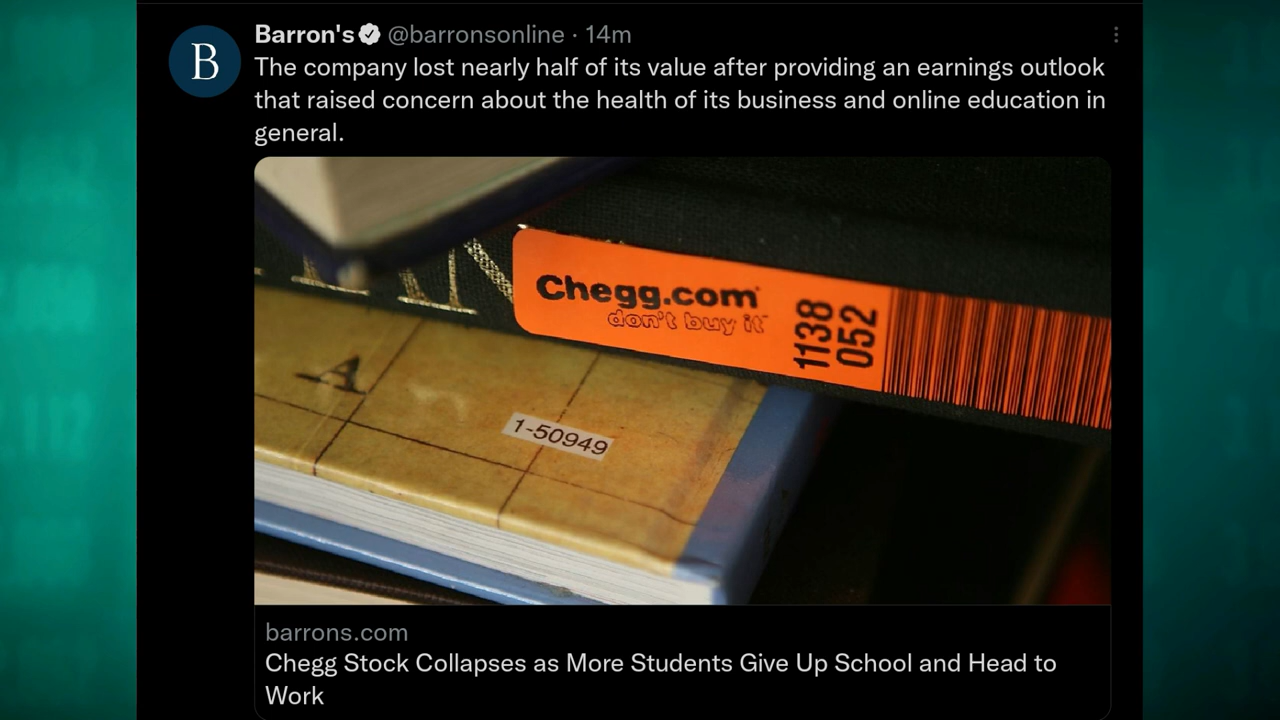 B
Barron's @barronsonline · 14m
The company lost nearly half of its value after providing an earnings outlook
that raised concern about the health of its business and online education in
general.
Chegg.com
don't buy it
1138
052
A
1-50949
barrons.com
Chegg Stock Collapses as More Students Give Up School and Head to
Work